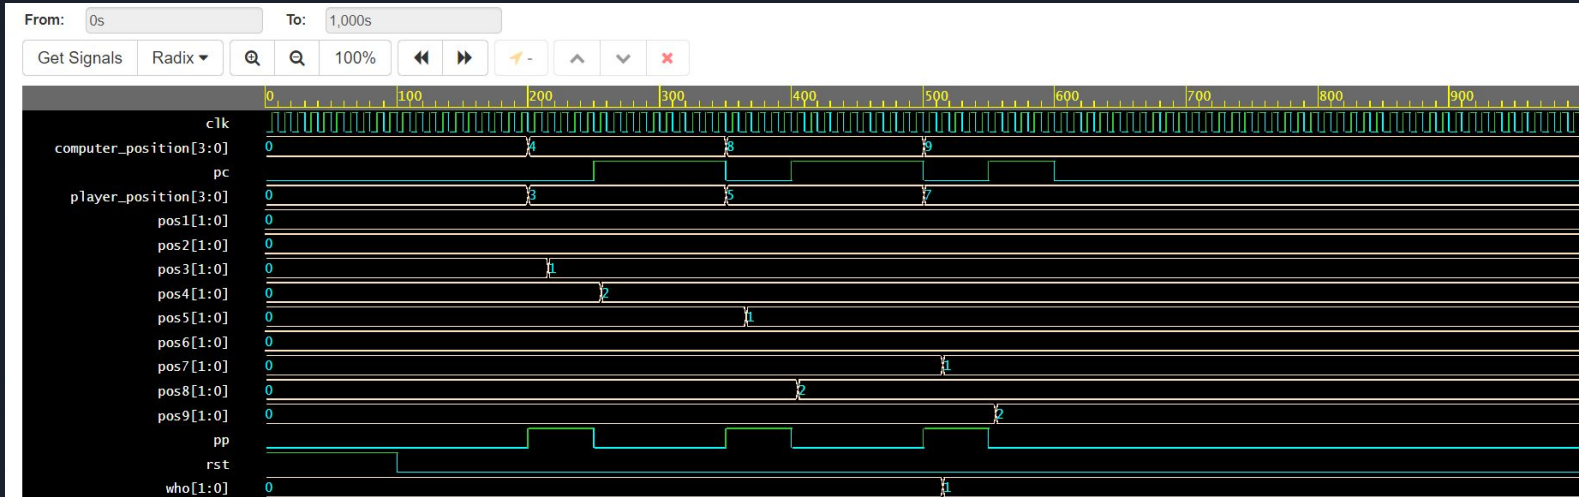 From: 0s To: 1,000s
Get Signals Radix 100% -
0 100 200 300 400 500 600 700 800 900
clk
computer_position[3:0] 0 4 8 9
pc
player_position[3:0] 0 3 5 7
pos1[1:0] 0
pos2[1:0] 0
pos3[1:0] 0 1
pos4[1:0] 0 2
pos5[1:0] 0 1
pos6[1:0] 0
pos7[1:0] 0 1
pos8[1:0] 0 2
pos9[1:0] 0 2
pp
rst
who[1:0] 0 1